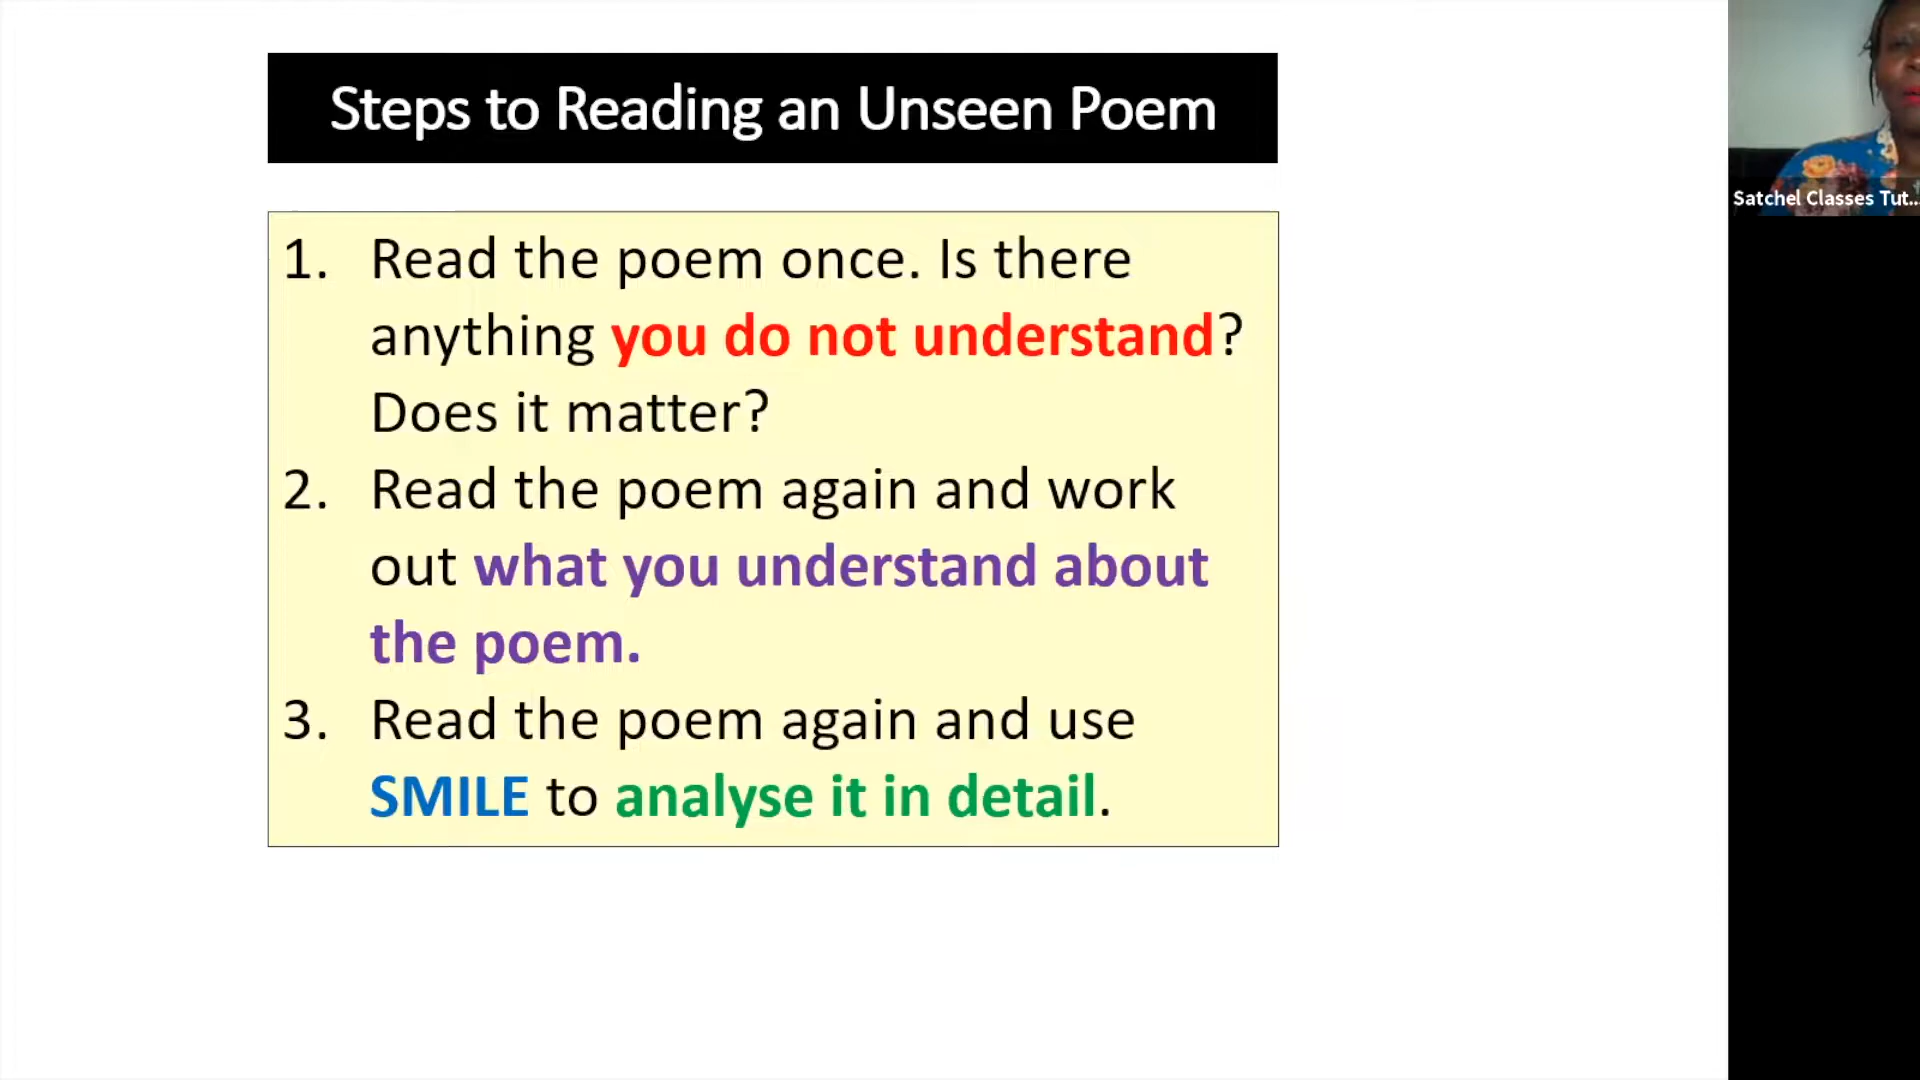 Steps to Reading an Unseen Poem
1. Read the poem once. Is there
anything you do not understand?
Does it matter?
2. Read the poem again and work
out what you understand about
the poem.
3. Read the poem again and use
SMILE to analyse it in detail.
Satchel Classes Tut...